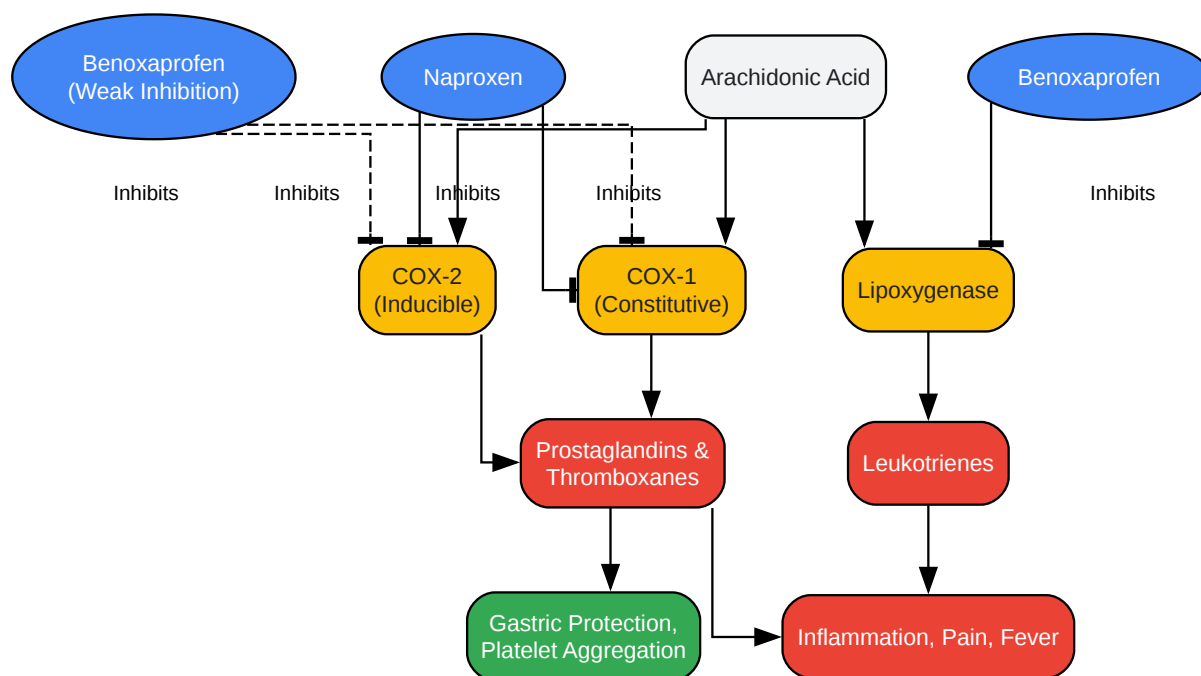 Benoxaprofen
(Weak Inhibition)
Naproxen
Arachidonic Acid
Benoxaprofen
Inhibits
Inhibits
Inhibits
Inhibits
Inhibits
COX-2
(Inducible)
COX-1
(Constitutive)
Lipoxygenase
Prostaglandins &
Thromboxanes
Leukotrienes
Gastric Protection,
Platelet Aggregation
Inflammation, Pain, Fever